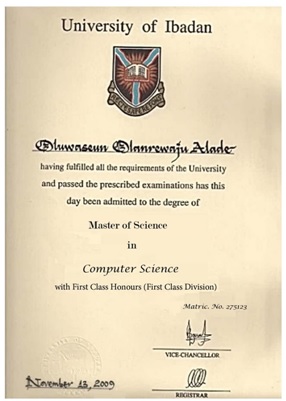 University of Ibadan
Oluwaseun Olanrewaju Alade
having fulfilled all the requirements of the University
and passed the prescribed examinations has this
day been admitted to the degree of
Master of Science
in
Computer Science
with First Class Honours (First Class Division)
Matric. No. 275123
VICE-CHANCELLOR
November 13, 2009
REGISTRAR